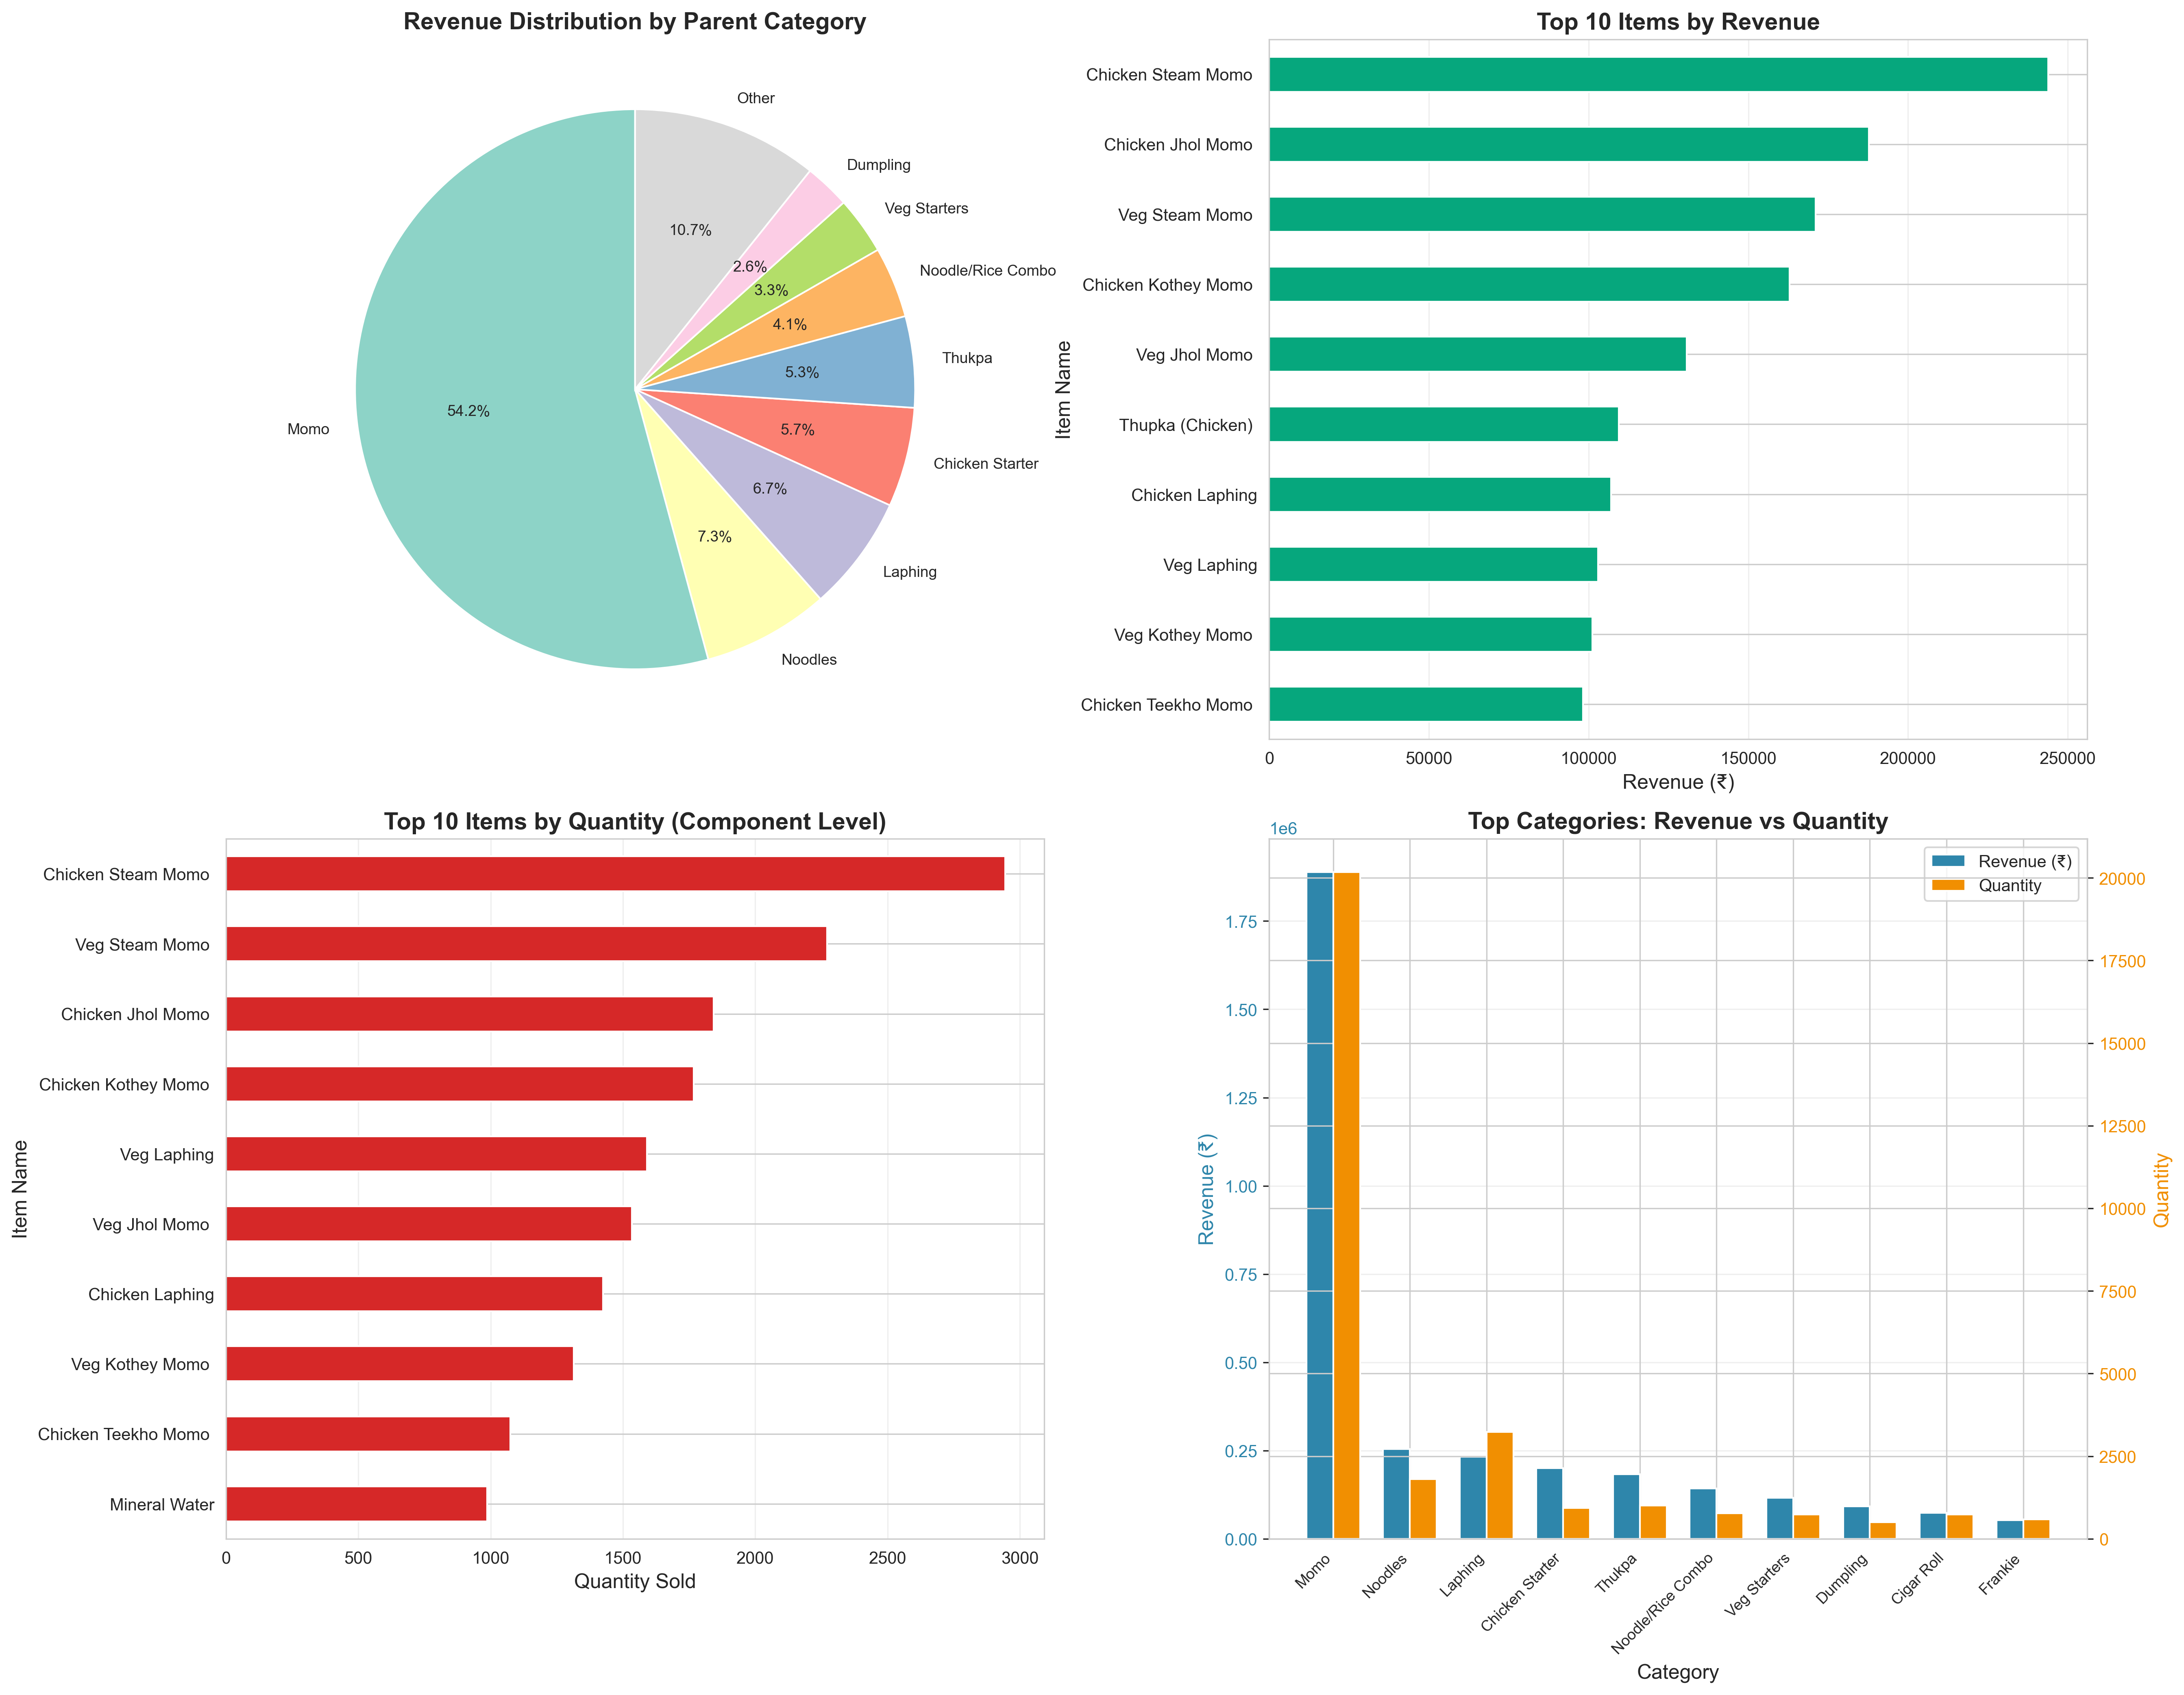 Revenue Distribution by Parent Category
Other
Dumpling
Veg Starters
Noodle/Rice Combo
Thukpa
Chicken Starter
Laphing
Noodles
Momo
10.7%
2.6%
3.3%
4.1%
5.3%
5.7%
6.7%
7.3%
54.2%
Top 10 Items by Revenue
Item Name
Chicken Steam Momo
Chicken Jhol Momo
Veg Steam Momo
Chicken Kothey Momo
Veg Jhol Momo
Thupka (Chicken)
Chicken Laphing
Veg Laphing
Veg Kothey Momo
Chicken Teekho Momo
0 50000 100000 150000 200000 250000
Revenue (₹)
Top 10 Items by Quantity (Component Level)
Item Name
Chicken Steam Momo
Veg Steam Momo
Chicken Jhol Momo
Chicken Kothey Momo
Veg Laphing
Veg Jhol Momo
Chicken Laphing
Veg Kothey Momo
Chicken Teekho Momo
Mineral Water
0 500 1000 1500 2000 2500 3000
Quantity Sold
Top Categories: Revenue vs Quantity
1e6
Revenue (₹)
Quantity
Revenue (₹)
1.75
1.50
1.25
1.00
0.75
0.50
0.25
0.00
20000
17500
15000
12500
10000
7500
5000
2500
0
Quantity
Momo
Noodles
Laphing
Chicken Starter
Thukpa
Noodle/Rice Combo
Veg Starters
Dumpling
Cigar Roll
Frankie
Category